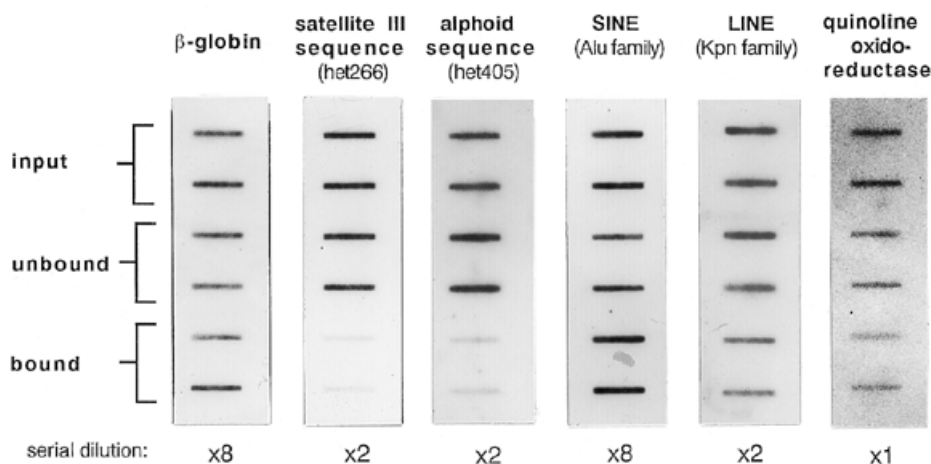 β-globin
satellite III
sequence
(het266)
alphoid
sequence
(het405)
SINE
(Alu family)
LINE
(Kpn family)
quinoline
oxido-
reductase
input
unbound
bound
serial dilution: x8 x2 x2 x8 x2 x1